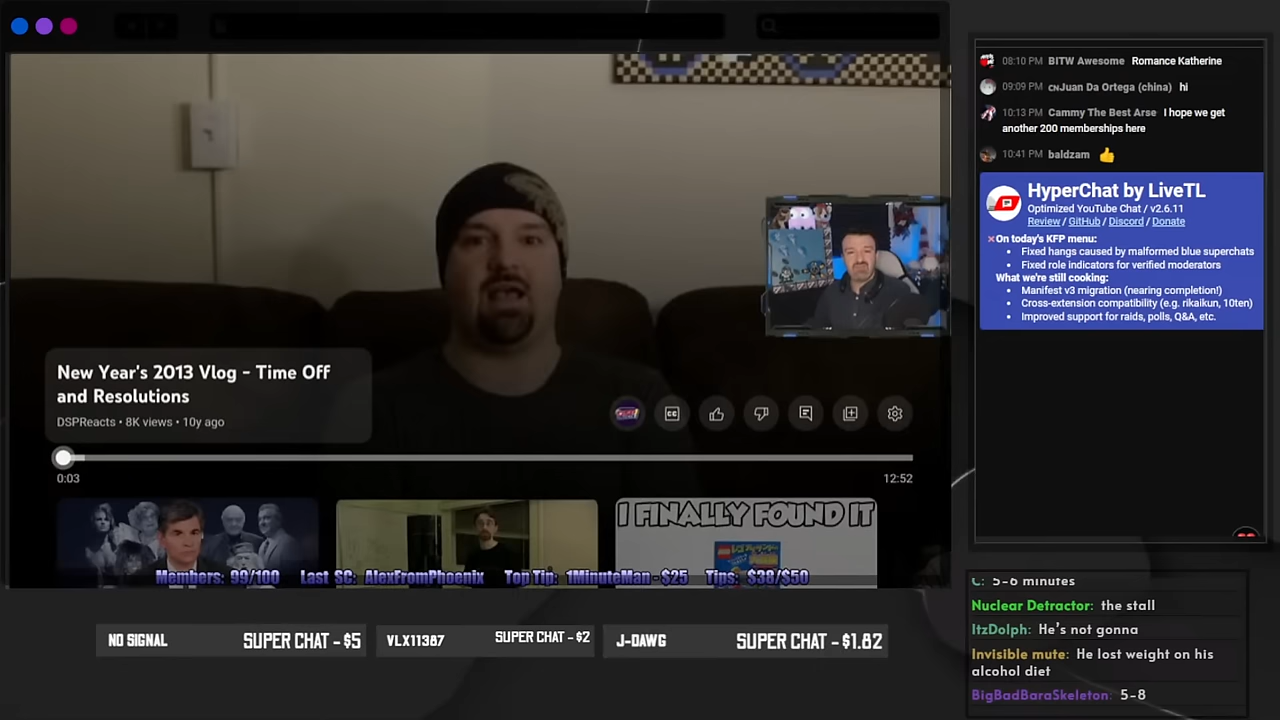 New Year's 2013 Vlog - Time Off
and Resolutions
DSPReacts • 8K views • 10y ago
CC
0:03
12:52
I FINALLY FOUND IT
Members: 99/100 Last SC: AlexFromPhoenix Top Tip: 1MinuteMan - $25 Tips: $38/$50
NO SIGNAL SUPER CHAT - $5
VLX11387 SUPER CHAT - $2
J-DAWG SUPER CHAT - $1.82
08:10 PM BITW Awesome Romance Katherine
09:09 PM CNJuan Da Ortega (china) hi
10:13 PM Cammy The Best Arse I hope we get
another 200 memberships here
10:41 PM baldzam 👍
HyperChat by LiveTL
Optimized YouTube Chat / v2.6.11
Review / GitHub / Discord / Donate
On today's KFP menu:
• Fixed hangs caused by malformed blue superchats
• Fixed role indicators for verified moderators
What we're still cooking:
• Manifest v3 migration (nearing completion!)
• Cross-extension compatibility (e.g. rikaikun, 10ten)
• Improved support for raids, polls, Q&A, etc.
5-6 minutes
Nuclear Detractor: the stall
ItzDolph: He's not gonna
Invisible mute: He lost weight on his
alcohol diet
BigBadBaraSkeleton: 5-8